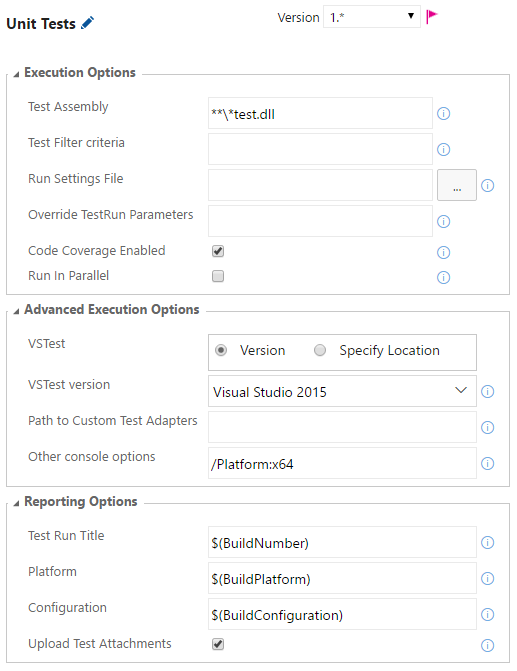 Unit Tests
Version 1.*
Execution Options
Test Assembly **\*test.dll
Test Filter criteria
Run Settings File ...
Override TestRun Parameters
Code Coverage Enabled
Run In Parallel
Advanced Execution Options
VSTest Version Specify Location
VSTest version Visual Studio 2015
Path to Custom Test Adapters
Other console options /Platform:x64
Reporting Options
Test Run Title $(BuildNumber)
Platform $(BuildPlatform)
Configuration $(BuildConfiguration)
Upload Test Attachments